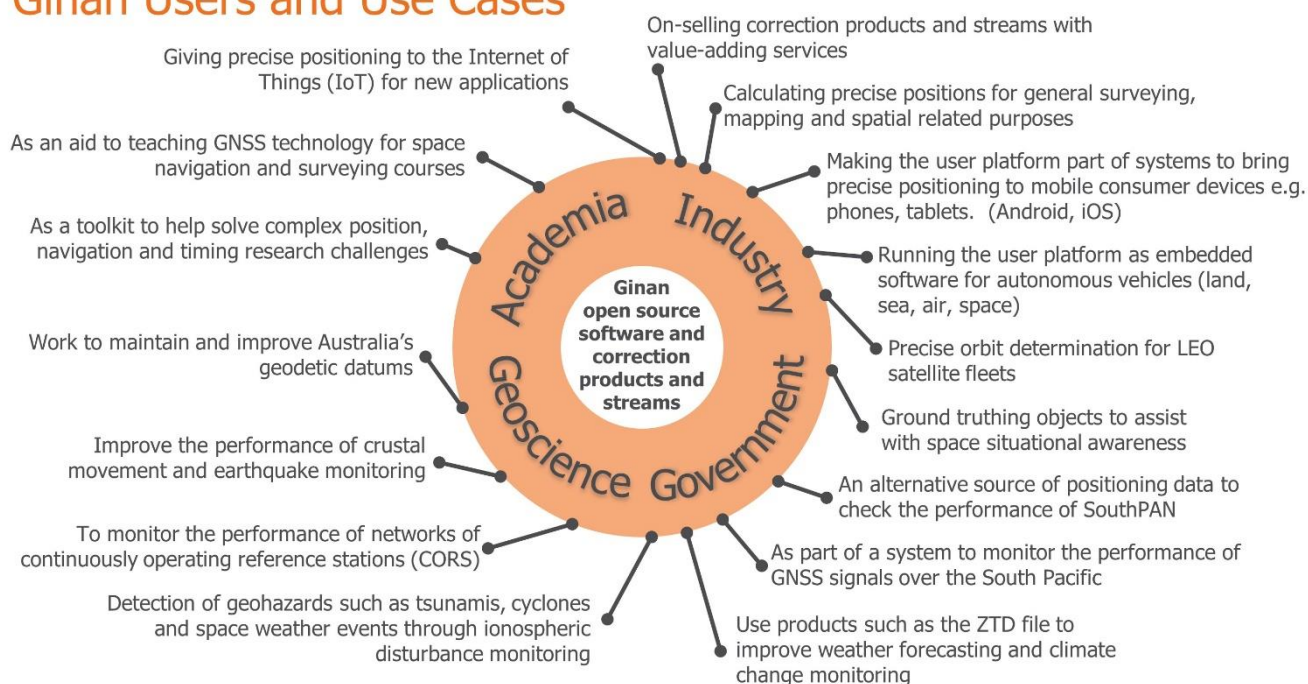 Ginan Users and Use Cases
On-selling correction products and streams with
value-adding services
Giving precise positioning to the Internet of
Things (IoT) for new applications
Calculating precise positions for general surveying,
mapping and spatial related purposes
As an aid to teaching GNSS technology for space
navigation and surveying courses
Making the user platform part of systems to bring
precise positioning to mobile consumer devices e.g.
phones, tablets. (Android, iOS)
As a toolkit to help solve complex position,
navigation and timing research challenges
Running the user platform as embedded
software for autonomous vehicles (land,
sea, air, space)
Academia
Industry
Geoscience
Government
Ginan
open source
software and
correction
products and
streams
Work to maintain and improve Australia's
geodetic datums
Precise orbit determination for LEO
satellite fleets
Ground truthing objects to assist
with space situational awareness
Improve the performance of crustal
movement and earthquake monitoring
An alternative source of positioning data to
check the performance of SouthPAN
To monitor the performance of networks of
continuously operating reference stations (CORS)
As part of a system to monitor the performance of
GNSS signals over the South Pacific
Detection of geohazards such as tsunamis, cyclones
and space weather events through ionospheric
disturbance monitoring
Use products such as the ZTD file to
improve weather forecasting and climate
change monitoring